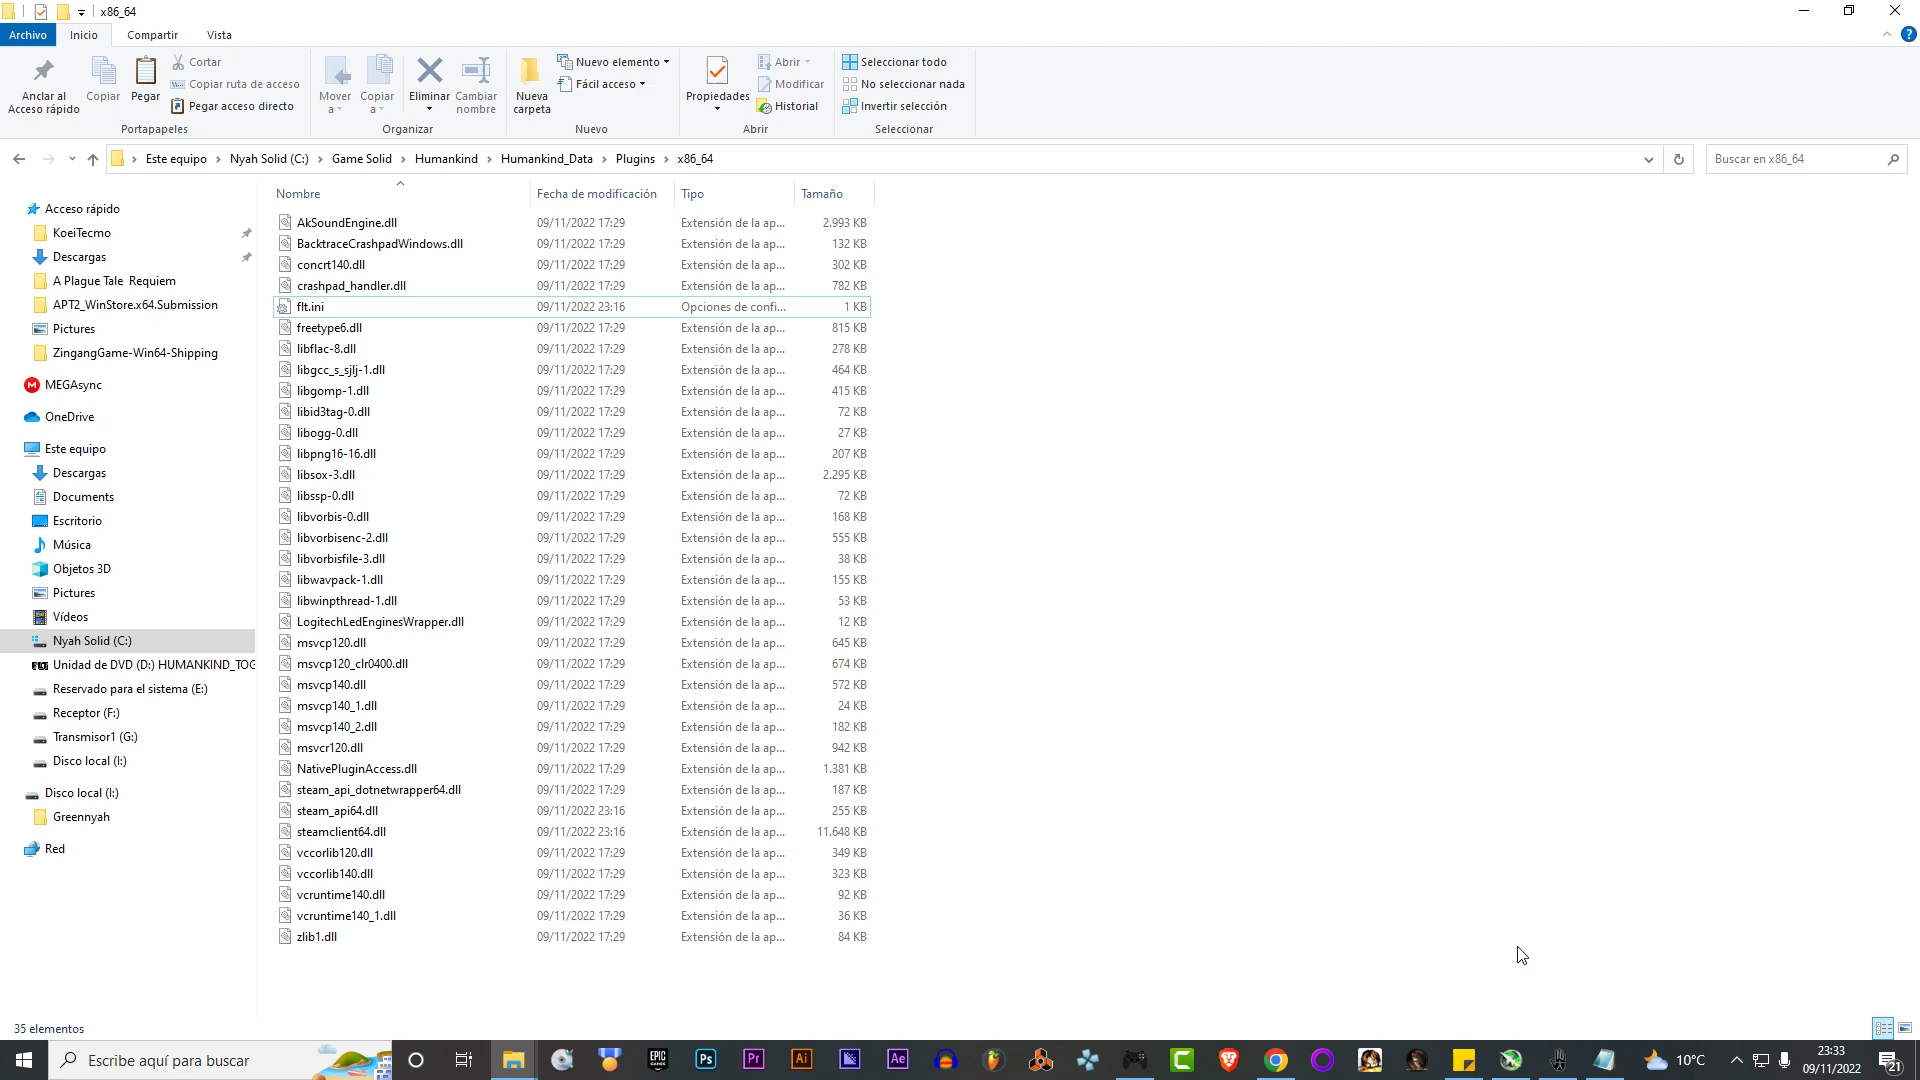 x86_64
Archivo Inicio Compartir Vista
Anclar al Acceso rápido
Copiar
Pegar
Cortar
Copiar ruta de acceso
Pegar acceso directo
Portapapeles
Mover a
Copiar a
Eliminar
Cambiar nombre
Organizar
Nueva carpeta
Nuevo elemento
Fácil acceso
Nuevo
Propiedades
Abrir
Modificar
Historial
Abrir
Seleccionar todo
No seleccionar nada
Invertir selección
Seleccionar
Este equipo › Nyah Solid (C:) › Game Solid › Humankind › Humankind_Data › Plugins › x86_64
Buscar en x86_64
Acceso rápido
KoeiTecmo
Descargas
A Plague Tale Requiem
APT2_WinStore.x64.Submission
Pictures
ZingangGame-Win64-Shipping
MEGAsync
OneDrive
Este equipo
Descargas
Documents
Escritorio
Música
Objetos 3D
Pictures
Vídeos
Nyah Solid (C:)
Unidad de DVD (D:) HUMANKIND_TOG
Reservado para el sistema (E:)
Receptor (F:)
Transmisor1 (G:)
Disco local (I:)
Disco local (I:)
Greennyah
Red
Nombre Fecha de modificación Tipo Tamaño
AkSoundEngine.dll 09/11/2022 17:29 Extensión de la ap... 2.993 KB
BacktraceCrashpadWindows.dll 09/11/2022 17:29 Extensión de la ap... 132 KB
concrt140.dll 09/11/2022 17:29 Extensión de la ap... 302 KB
crashpad_handler.dll 09/11/2022 17:29 Extensión de la ap... 782 KB
flt.ini 09/11/2022 23:16 Opciones de confi... 1 KB
freetype6.dll 09/11/2022 17:29 Extensión de la ap... 815 KB
libflac-8.dll 09/11/2022 17:29 Extensión de la ap... 278 KB
libgcc_s_sjlj-1.dll 09/11/2022 17:29 Extensión de la ap... 464 KB
libgomp-1.dll 09/11/2022 17:29 Extensión de la ap... 415 KB
libid3tag-0.dll 09/11/2022 17:29 Extensión de la ap... 72 KB
libogg-0.dll 09/11/2022 17:29 Extensión de la ap... 27 KB
libpng16-16.dll 09/11/2022 17:29 Extensión de la ap... 207 KB
libsox-3.dll 09/11/2022 17:29 Extensión de la ap... 2.295 KB
libssp-0.dll 09/11/2022 17:29 Extensión de la ap... 72 KB
libvorbis-0.dll 09/11/2022 17:29 Extensión de la ap... 168 KB
libvorbisenc-2.dll 09/11/2022 17:29 Extensión de la ap... 555 KB
libvorbisfile-3.dll 09/11/2022 17:29 Extensión de la ap... 38 KB
libwavpack-1.dll 09/11/2022 17:29 Extensión de la ap... 155 KB
libwinpthread-1.dll 09/11/2022 17:29 Extensión de la ap... 53 KB
LogitechLedEnginesWrapper.dll 09/11/2022 17:29 Extensión de la ap... 12 KB
msvcp120.dll 09/11/2022 17:29 Extensión de la ap... 645 KB
msvcp120_clr0400.dll 09/11/2022 17:29 Extensión de la ap... 674 KB
msvcp140.dll 09/11/2022 17:29 Extensión de la ap... 572 KB
msvcp140_1.dll 09/11/2022 17:29 Extensión de la ap... 24 KB
msvcp140_2.dll 09/11/2022 17:29 Extensión de la ap... 182 KB
msvcr120.dll 09/11/2022 17:29 Extensión de la ap... 942 KB
NativePluginAccess.dll 09/11/2022 17:29 Extensión de la ap... 1.381 KB
steam_api_dotnetwrapper64.dll 09/11/2022 17:29 Extensión de la ap... 187 KB
steam_api64.dll 09/11/2022 23:16 Extensión de la ap... 255 KB
steamclient64.dll 09/11/2022 23:16 Extensión de la ap... 11.648 KB
vccorlib120.dll 09/11/2022 17:29 Extensión de la ap... 349 KB
vccorlib140.dll 09/11/2022 17:29 Extensión de la ap... 323 KB
vcruntime140.dll 09/11/2022 17:29 Extensión de la ap... 92 KB
vcruntime140_1.dll 09/11/2022 17:29 Extensión de la ap... 36 KB
zlib1.dll 09/11/2022 17:29 Extensión de la ap... 84 KB
35 elementos
Escribe aquí para buscar
EPIC GAMES
Ps
Pr
Ai
Ae
10°C
23:33
09/11/2022
21